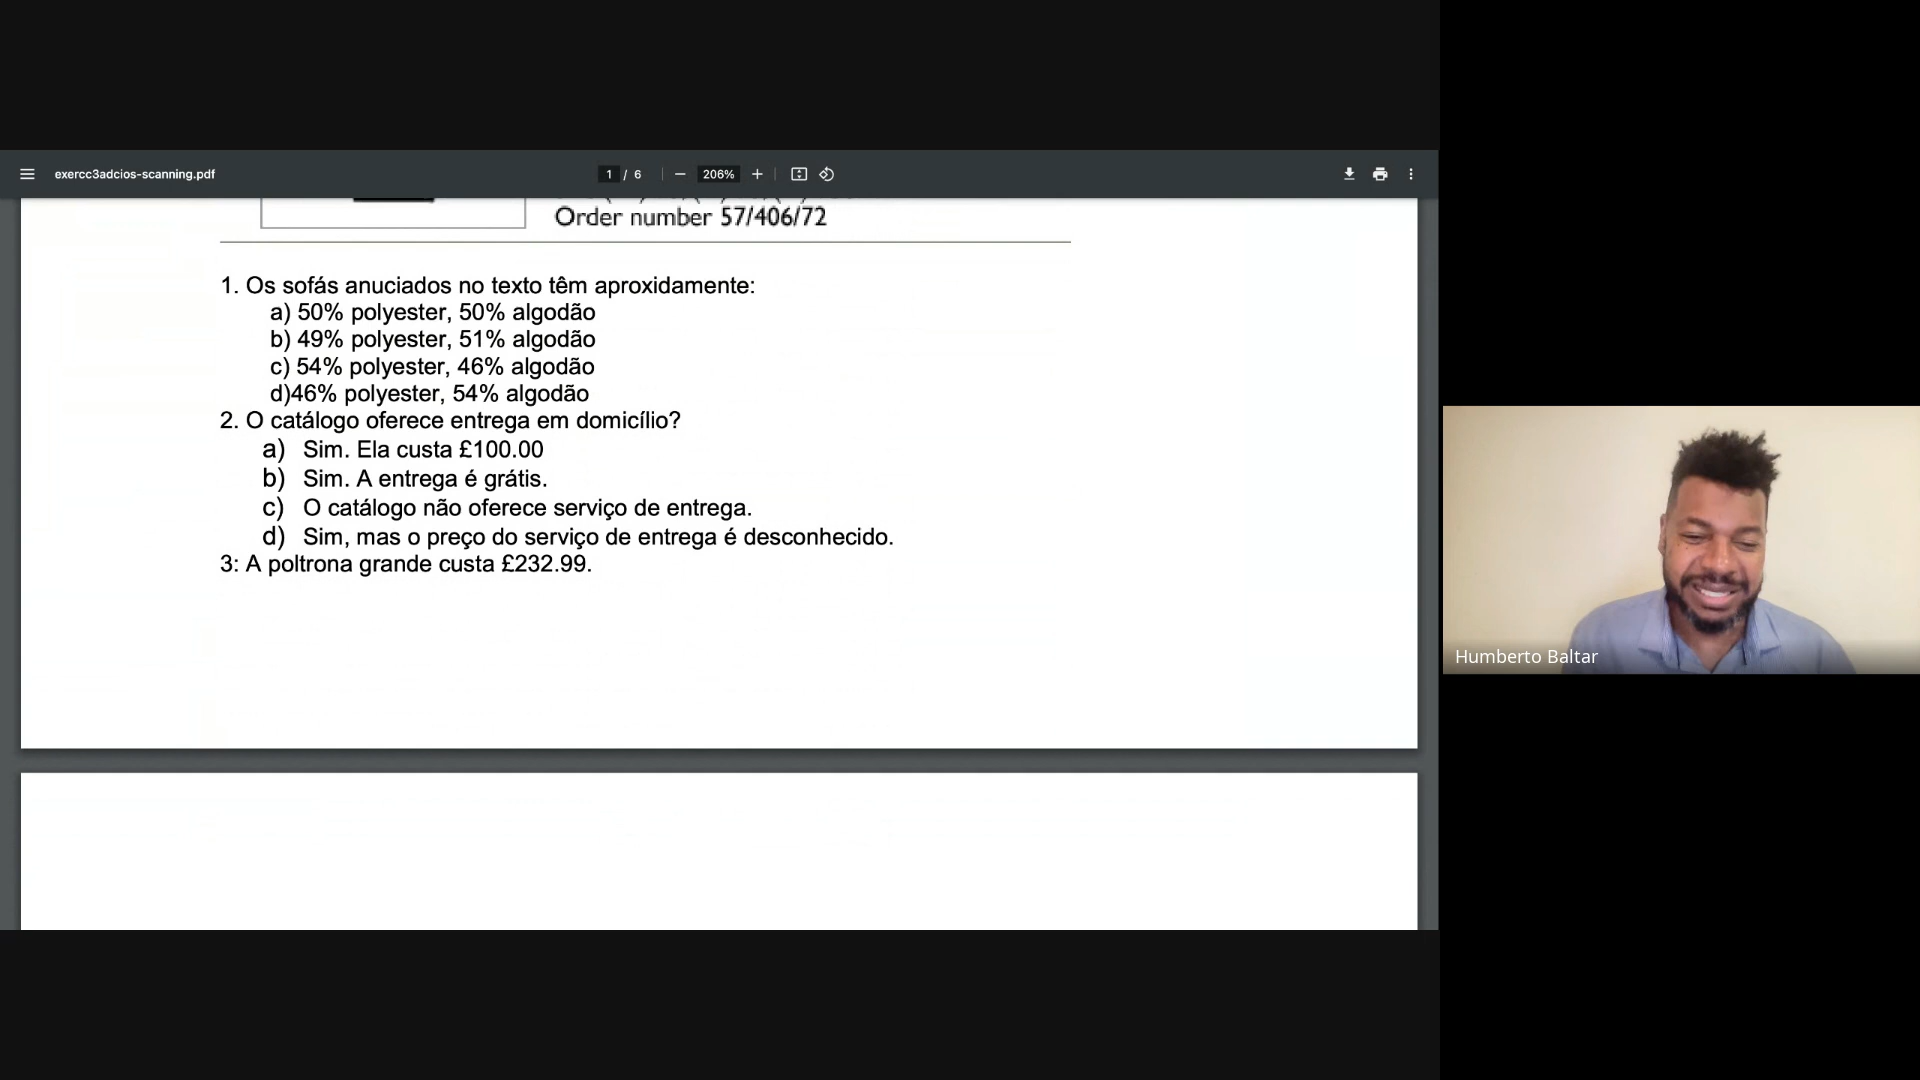 exercc3adcios-scanning.pdf
1 / 6
206%
Order number 57/406/72
1. Os sofás anuciados no texto têm aproxidamente:
a) 50% polyester, 50% algodão
b) 49% polyester, 51% algodão
c) 54% polyester, 46% algodão
d)46% polyester, 54% algodão
2. O catálogo oferece entrega em domicílio?
a) Sim. Ela custa £100.00
b) Sim. A entrega é grátis.
c) O catálogo não oferece serviço de entrega.
d) Sim, mas o preço do serviço de entrega é desconhecido.
3: A poltrona grande custa £232.99.
Humberto Baltar